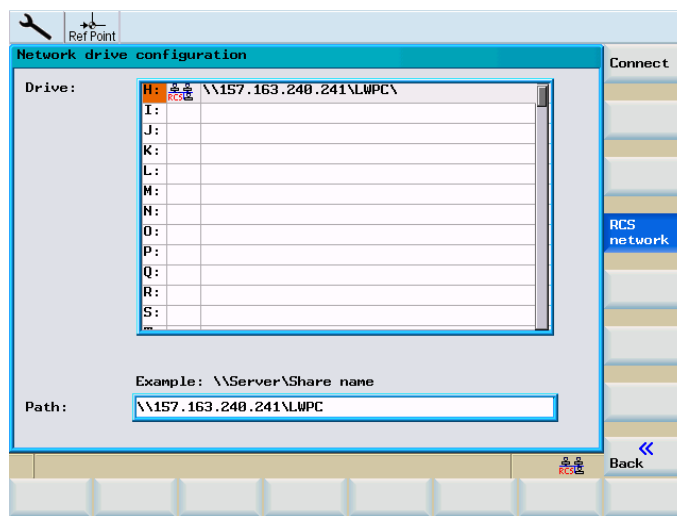 Ref Point
Network drive configuration
Connect
Drive:
H: RCS \\157.163.240.241\LWPC\
I:
J:
K:
L:
M:
N:
O:
P:
Q:
R:
S:
RCS network
Example: \\Server\Share name
Path: \\157.163.240.241\LWPC
RCS
«
Back